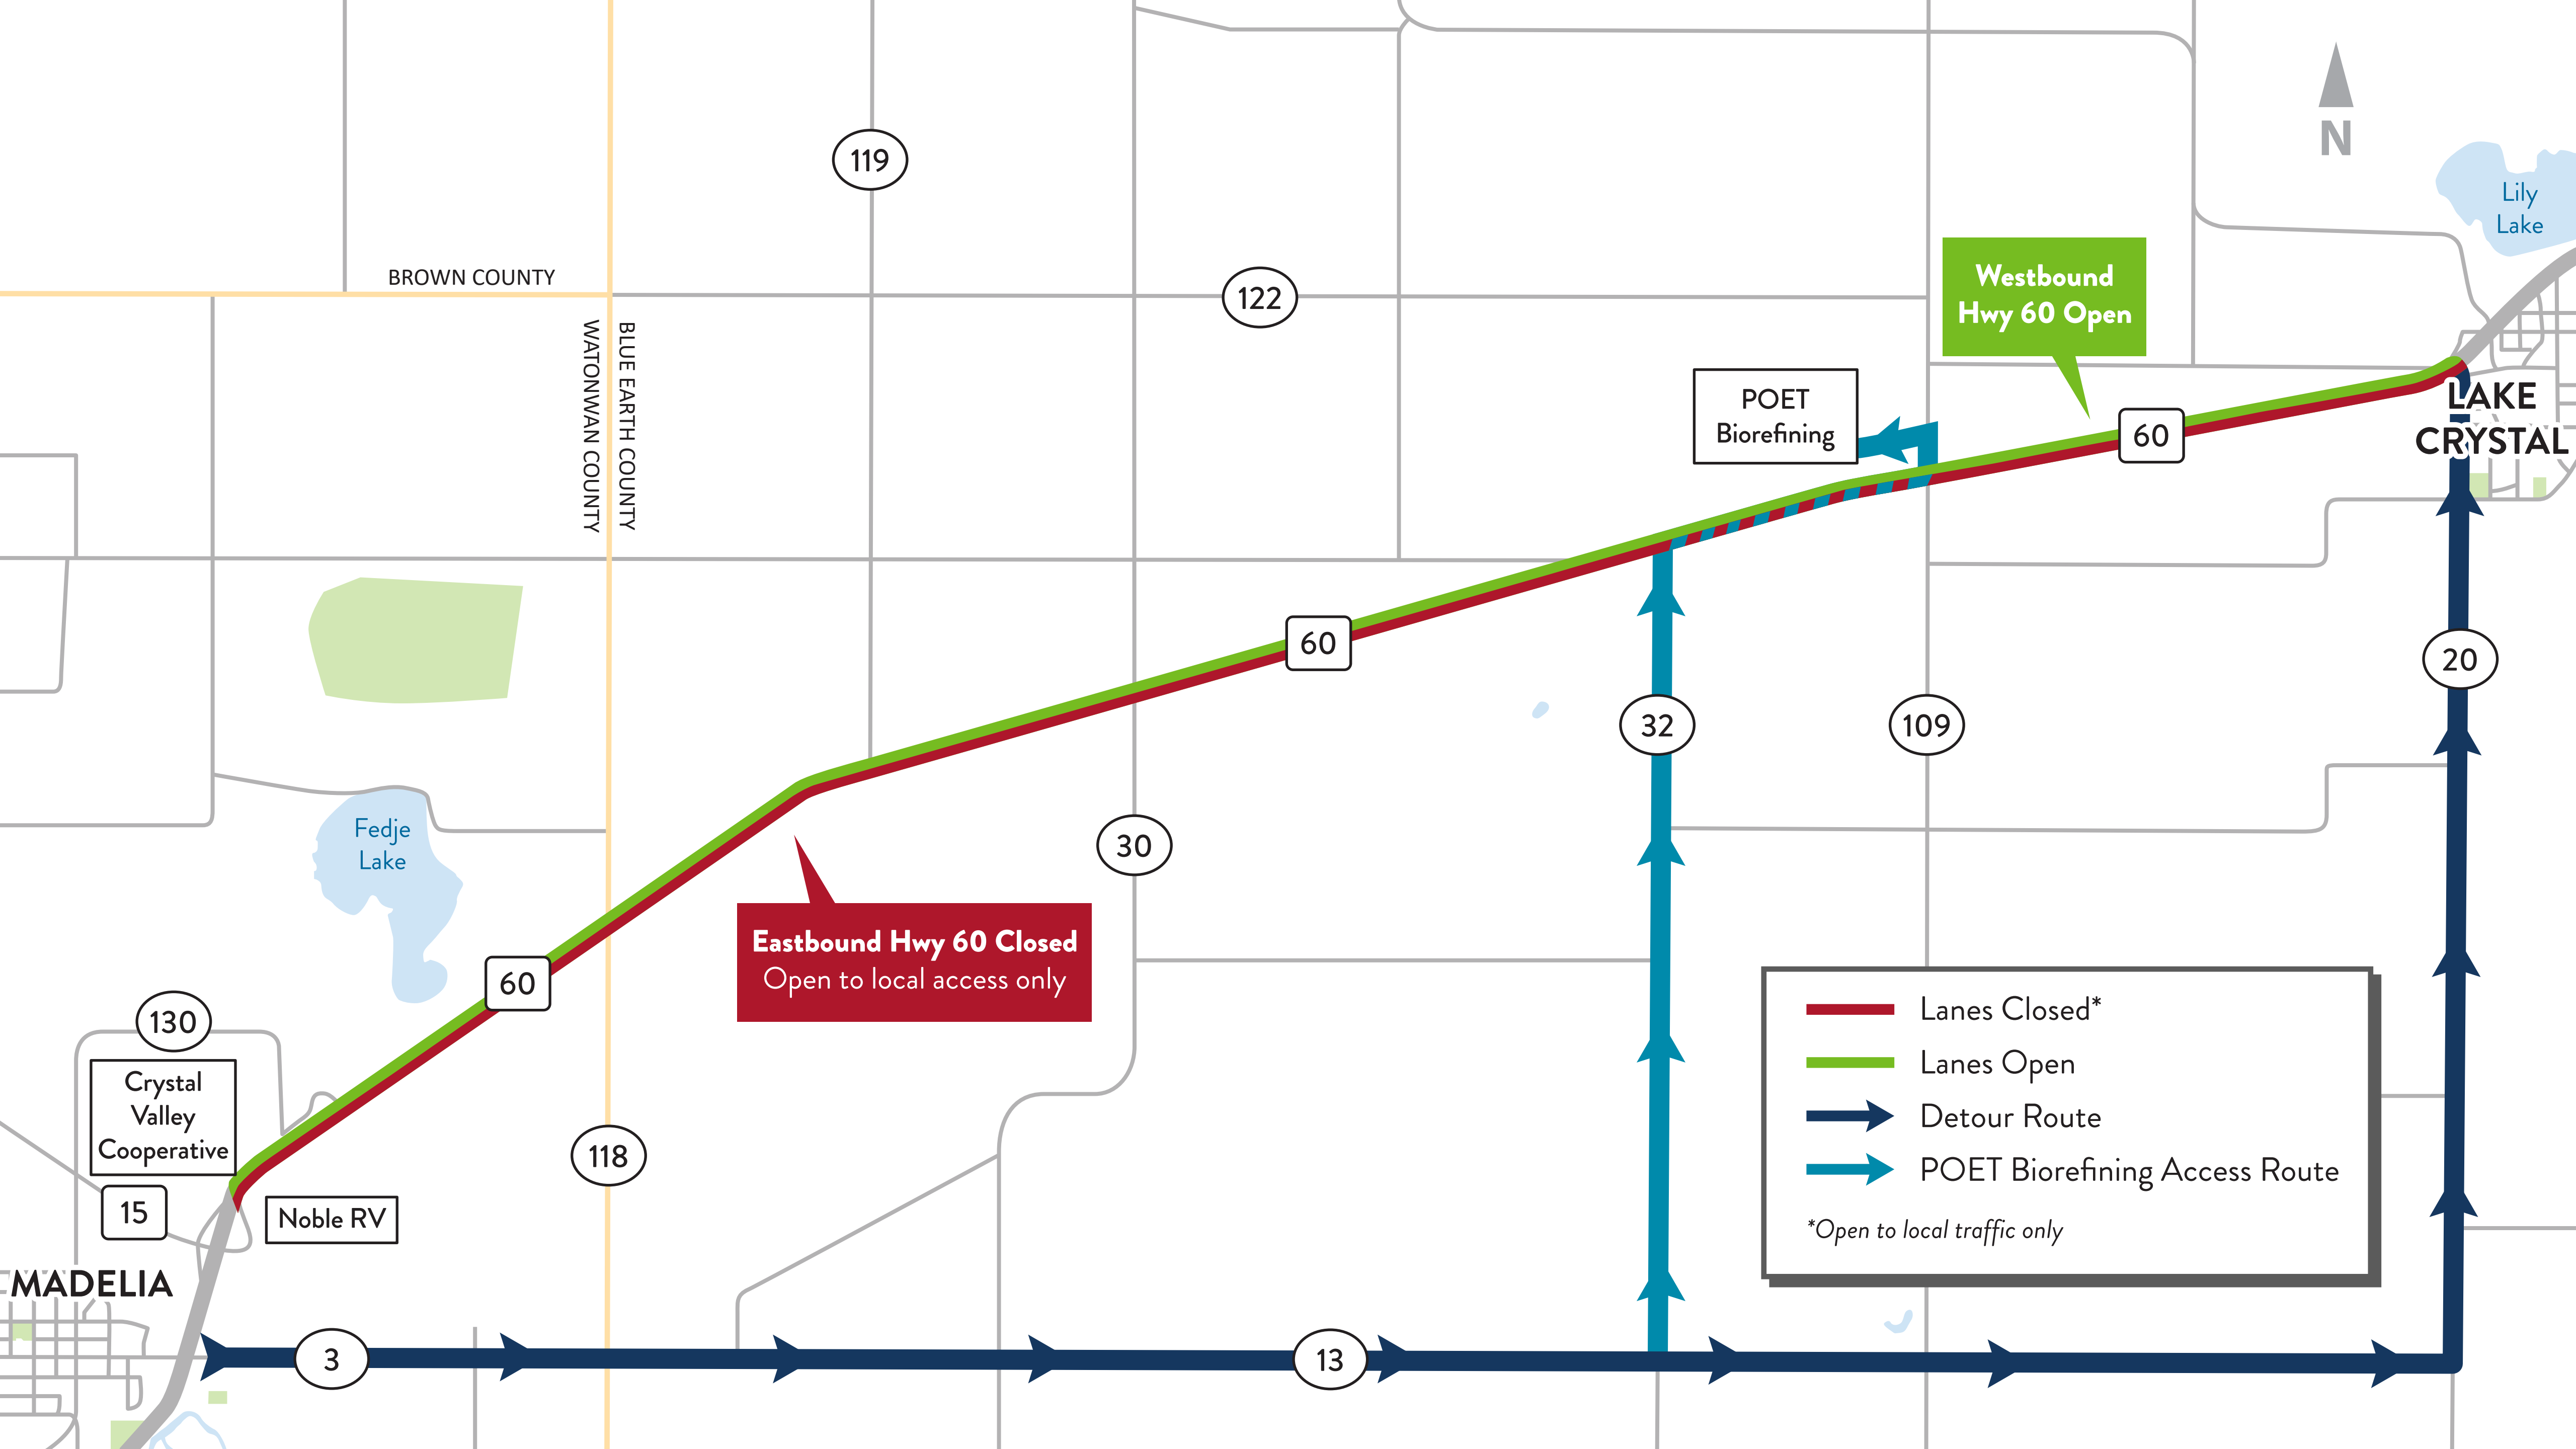 N
Lily
Lake
119
BROWN COUNTY
122
Westbound
Hwy 60 Open
WATONWAN COUNTY
BLUE EARTH COUNTY
POET
Biorefining
60
LAKE
CRYSTAL
60
20
32
109
Fedje
Lake
30
Eastbound Hwy 60 Closed
Open to local access only
60
130
Crystal
Valley
Cooperative
118
15
Noble RV
Lanes Closed*
Lanes Open
Detour Route
POET Biorefining Access Route
*Open to local traffic only
MADELIA
3
13